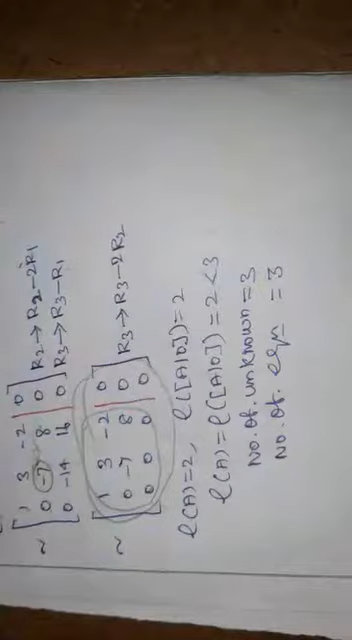 ~ [ 1 3 -2 | 0 ]
[ 0 -7 8 | 0 ] R2 → R2 - 2R1
[ 0 -14 16 | 0 ] R3 → R3 - R1
~ [ 1 3 -2 | 0 ]
[ 0 -7 8 | 0 ] R3 → R3 - 2R2
[ 0 0 0 | 0 ]
ρ(A)=2, ρ([A|0])=2
ρ(A)=ρ([A|0])=2<3
No. of. unknown=3
No. of. eqn =3